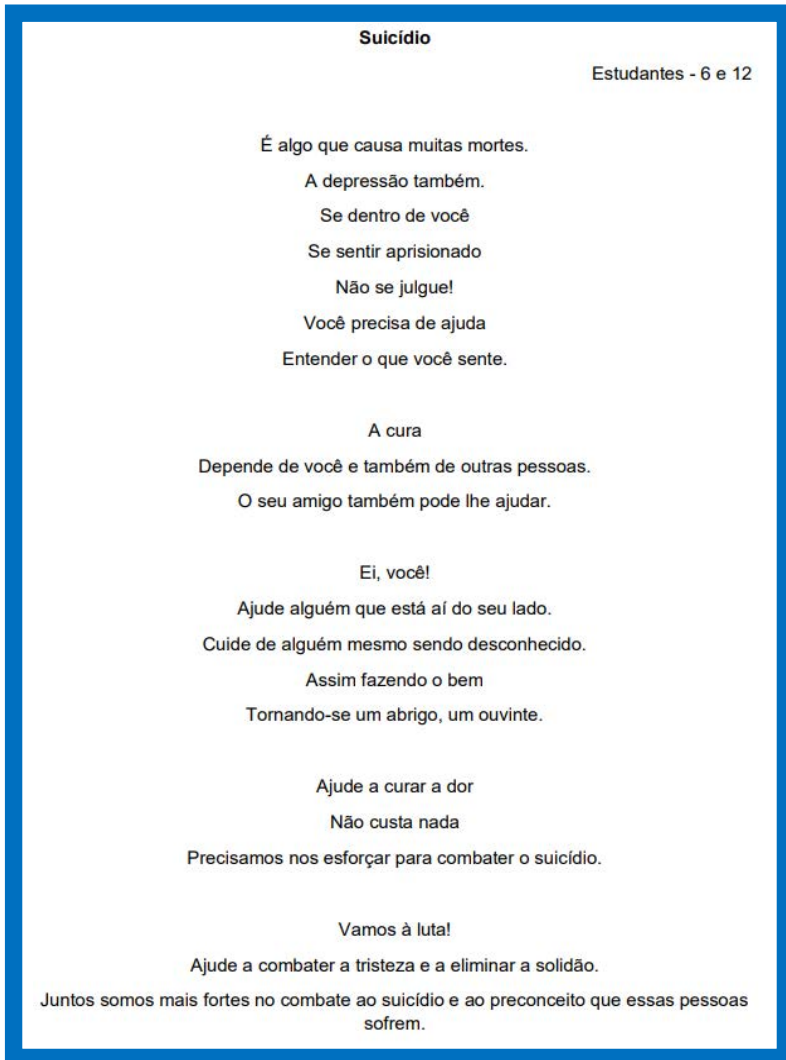 Suicídio
Estudantes - 6 e 12
É algo que causa muitas mortes.
A depressão também.
Se dentro de você
Se sentir aprisionado
Não se julgue!
Você precisa de ajuda
Entender o que você sente.
A cura
Depende de você e também de outras pessoas.
O seu amigo também pode lhe ajudar.
Ei, você!
Ajude alguém que está aí do seu lado.
Cuide de alguém mesmo sendo desconhecido.
Assim fazendo o bem
Tornando-se um abrigo, um ouvinte.
Ajude a curar a dor
Não custa nada
Precisamos nos esforçar para combater o suicídio.
Vamos à luta!
Ajude a combater a tristeza e a eliminar a solidão.
Juntos somos mais fortes no combate ao suicídio e ao preconceito que essas pessoas
sofrem.